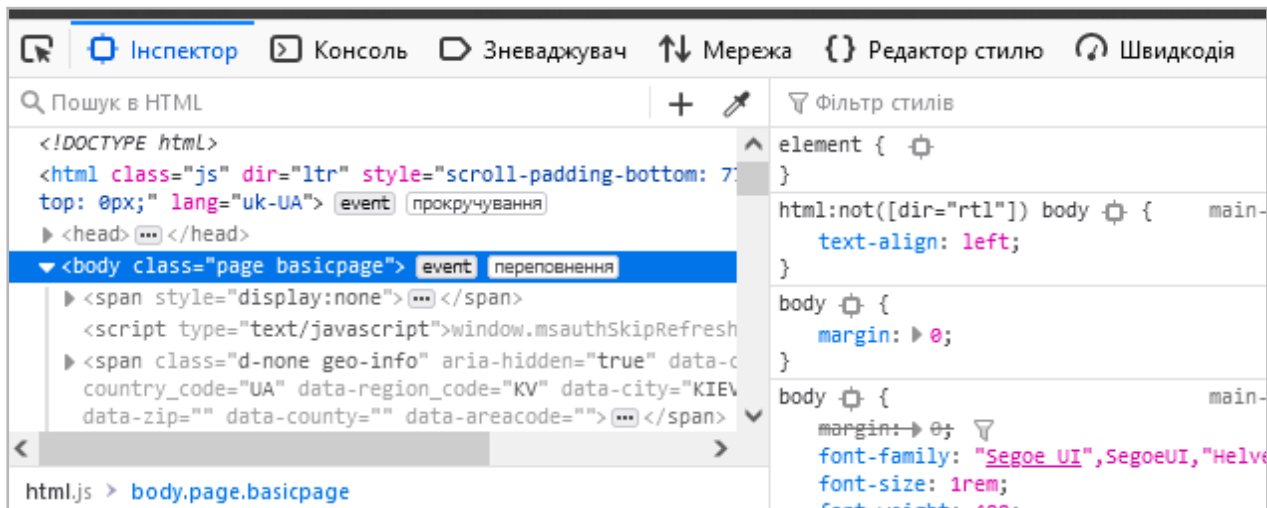 Інспектор Консоль Зневаджувач Мережа {} Редактор стилю Швидкодія
Пошук в HTML
<!DOCTYPE html>
<html class="js" dir="ltr" style="scroll-padding-bottom: 7
top: 0px;" lang="uk-UA"> event прокручування
<head> ••• </head>
<body class="page basicpage"> event переповнення
<span style="display:none"> ••• </span>
<script type="text/javascript">window.msauthSkipRefresh
<span class="d-none geo-info" aria-hidden="true" data-c
country_code="UA" data-region_code="KV" data-city="KIEV
data-zip="" data-county="" data-areacode=""> ••• </span>
html.js > body.page.basicpage
Фільтр стилів
element {
}
html:not([dir="rtl"]) body { main-
text-align: left;
}
body {
margin: 0;
}
body { main-
margin: 0;
font-family: "Segoe UI",SegoeUI,"Helve
font-size: 1rem;